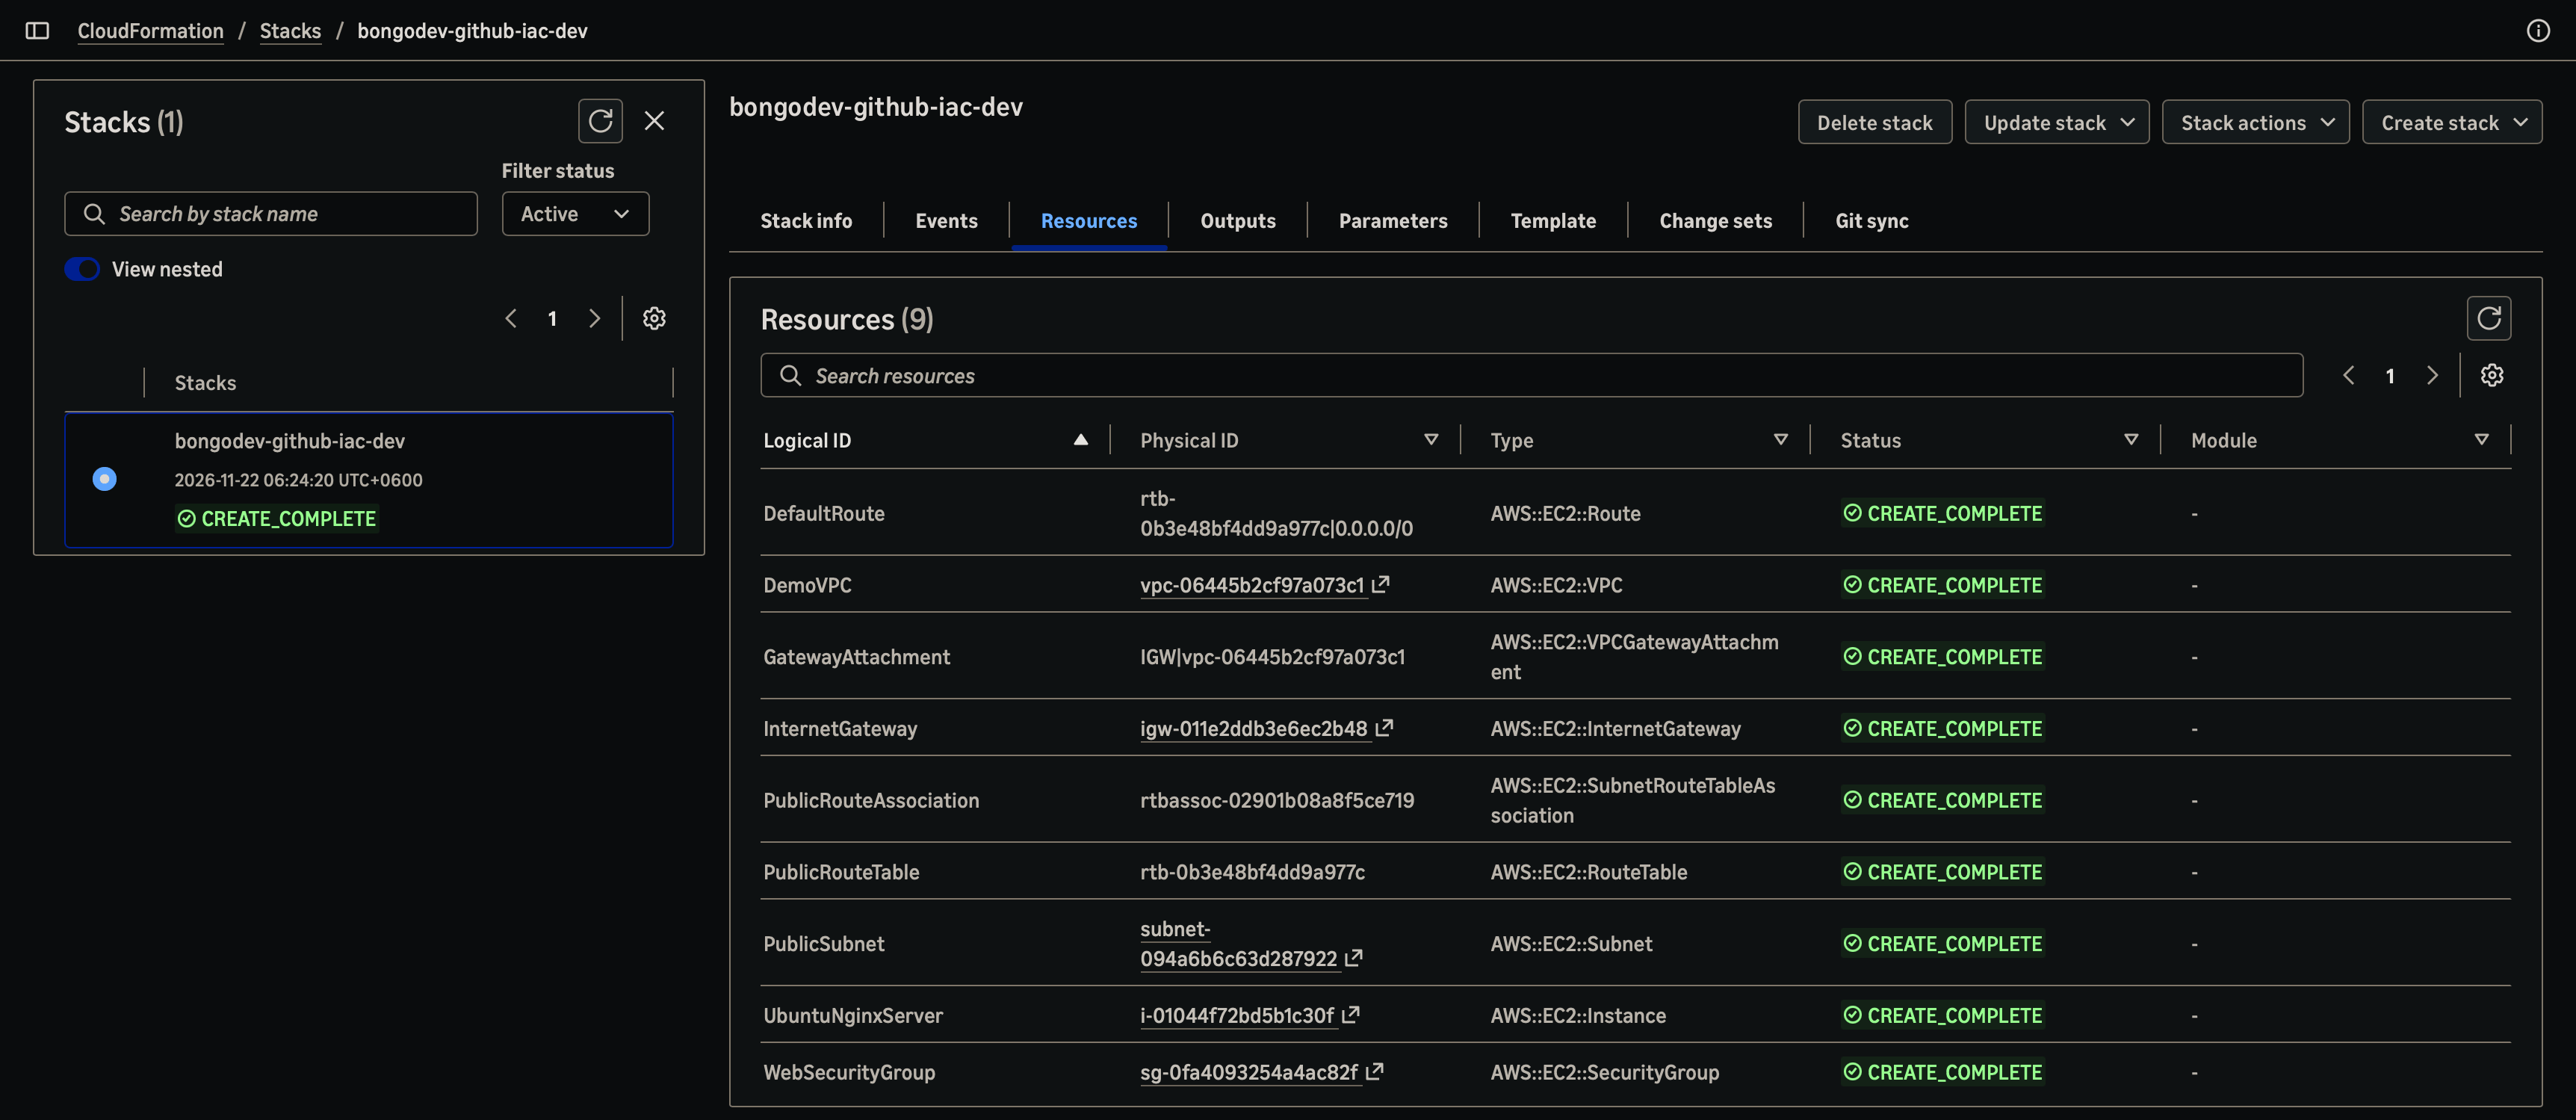 CloudFormation / Stacks / bongodev-github-iac-dev
Stacks (1)
Filter status
Search by stack name
Active
View nested
1
Stacks
bongodev-github-iac-dev
2026-11-22 06:24:20 UTC+0600
CREATE_COMPLETE
bongodev-github-iac-dev
Delete stack
Update stack
Stack actions
Create stack
Stack info
Events
Resources
Outputs
Parameters
Template
Change sets
Git sync
Resources (9)
Search resources
1
Logical ID Physical ID Type Status Module
DefaultRoute
rtb-
0b3e48bf4dd9a977c|0.0.0.0/0
AWS::EC2::Route
CREATE_COMPLETE
-
DemoVPC
vpc-06445b2cf97a073c1
AWS::EC2::VPC
CREATE_COMPLETE
-
GatewayAttachment
IGW|vpc-06445b2cf97a073c1
AWS::EC2::VPCGatewayAttachm
ent
CREATE_COMPLETE
-
InternetGateway
igw-011e2ddb3e6ec2b48
AWS::EC2::InternetGateway
CREATE_COMPLETE
-
PublicRouteAssociation
rtbassoc-02901b08a8f5ce719
AWS::EC2::SubnetRouteTableAs
sociation
CREATE_COMPLETE
-
PublicRouteTable
rtb-0b3e48bf4dd9a977c
AWS::EC2::RouteTable
CREATE_COMPLETE
-
PublicSubnet
subnet-
094a6b6c63d287922
AWS::EC2::Subnet
CREATE_COMPLETE
-
UbuntuNginxServer
i-01044f72bd5b1c30f
AWS::EC2::Instance
CREATE_COMPLETE
-
WebSecurityGroup
sg-0fa4093254a4ac82f
AWS::EC2::SecurityGroup
CREATE_COMPLETE
-